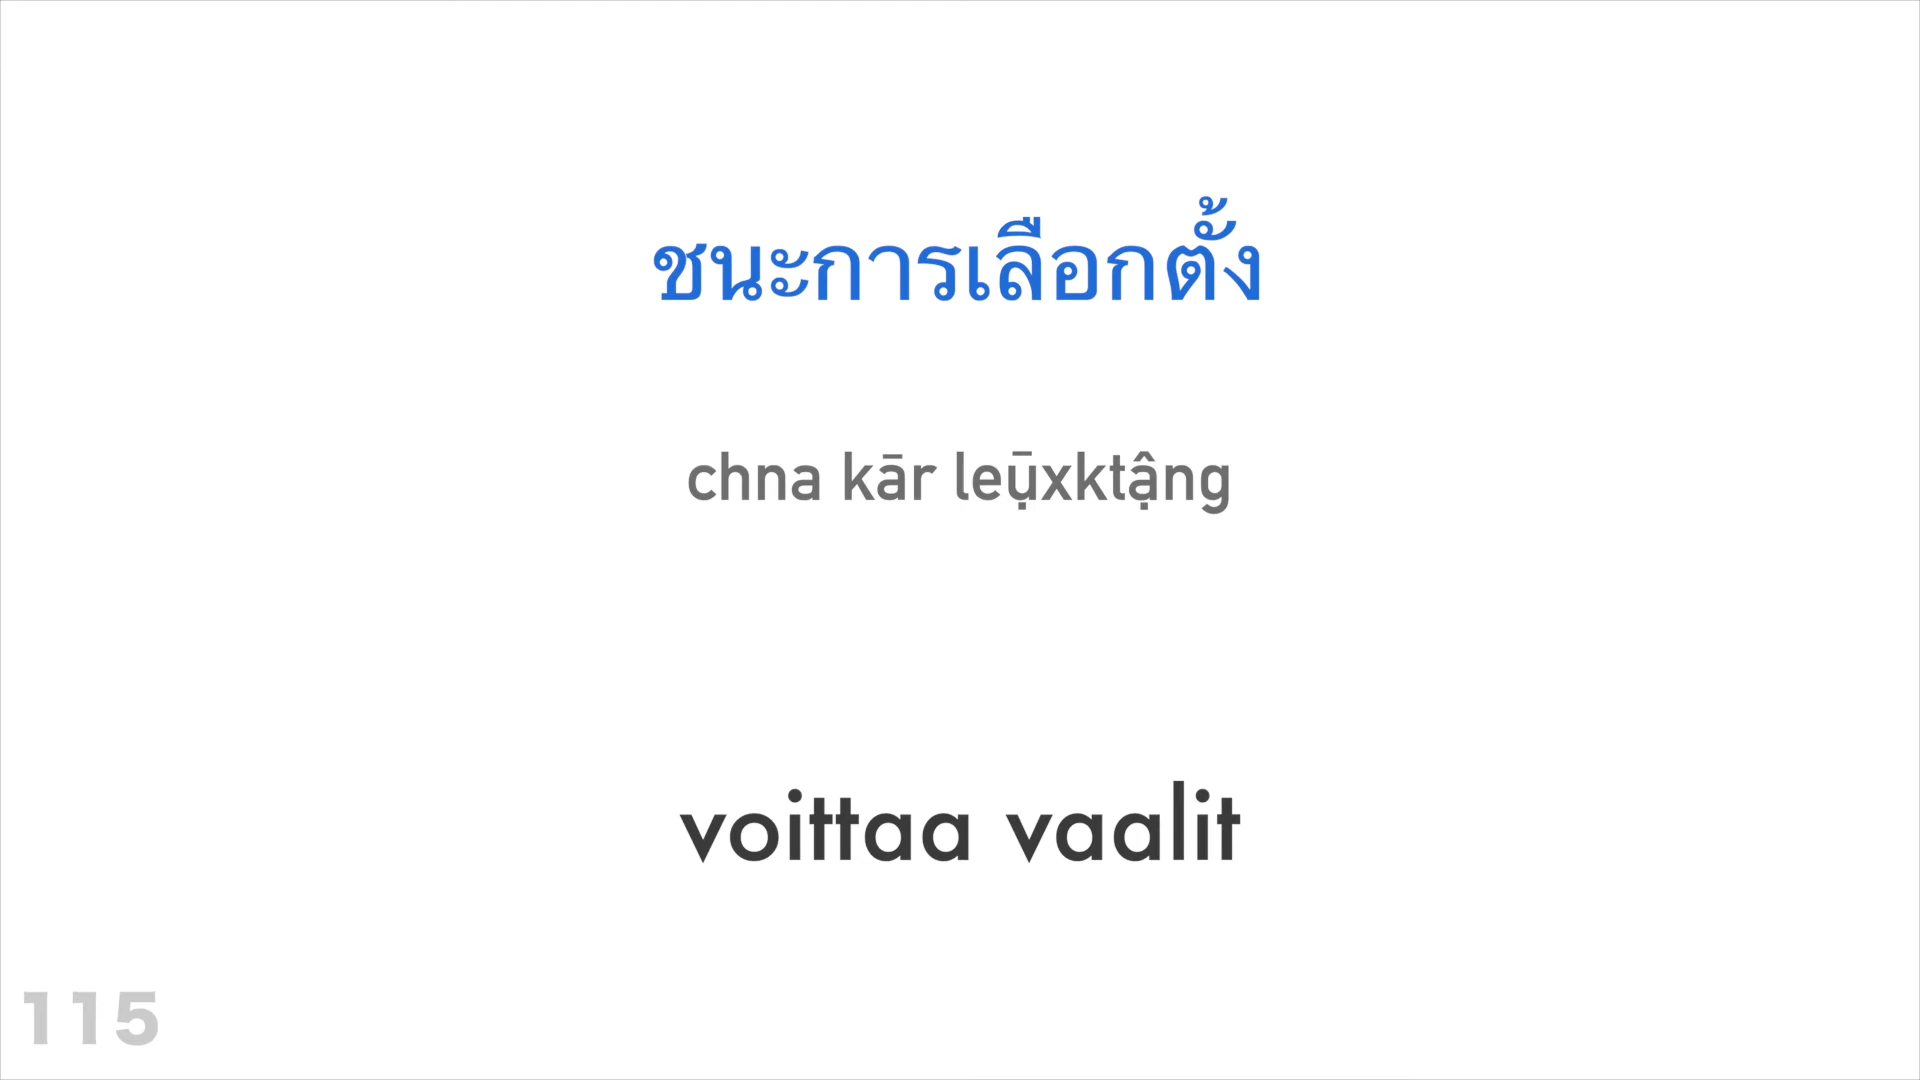 ชนะการเลือกตั้ง
chna kār leụ̄xktậng
voittaa vaalit
115